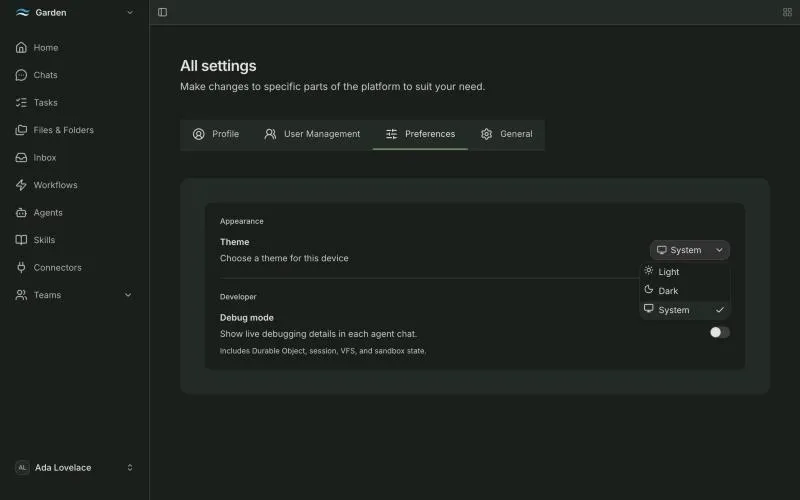 Garden
Home
Chats
Tasks
Files & Folders
Inbox
Workflows
Agents
Skills
Connectors
Teams
AL
Ada Lovelace
All settings
Make changes to specific parts of the platform to suit your need.
Profile User Management Preferences General
Appearance
Theme
Choose a theme for this device
System
Light
Dark
System
Developer
Debug mode
Show live debugging details in each agent chat.
Includes Durable Object, session, VFS, and sandbox state.